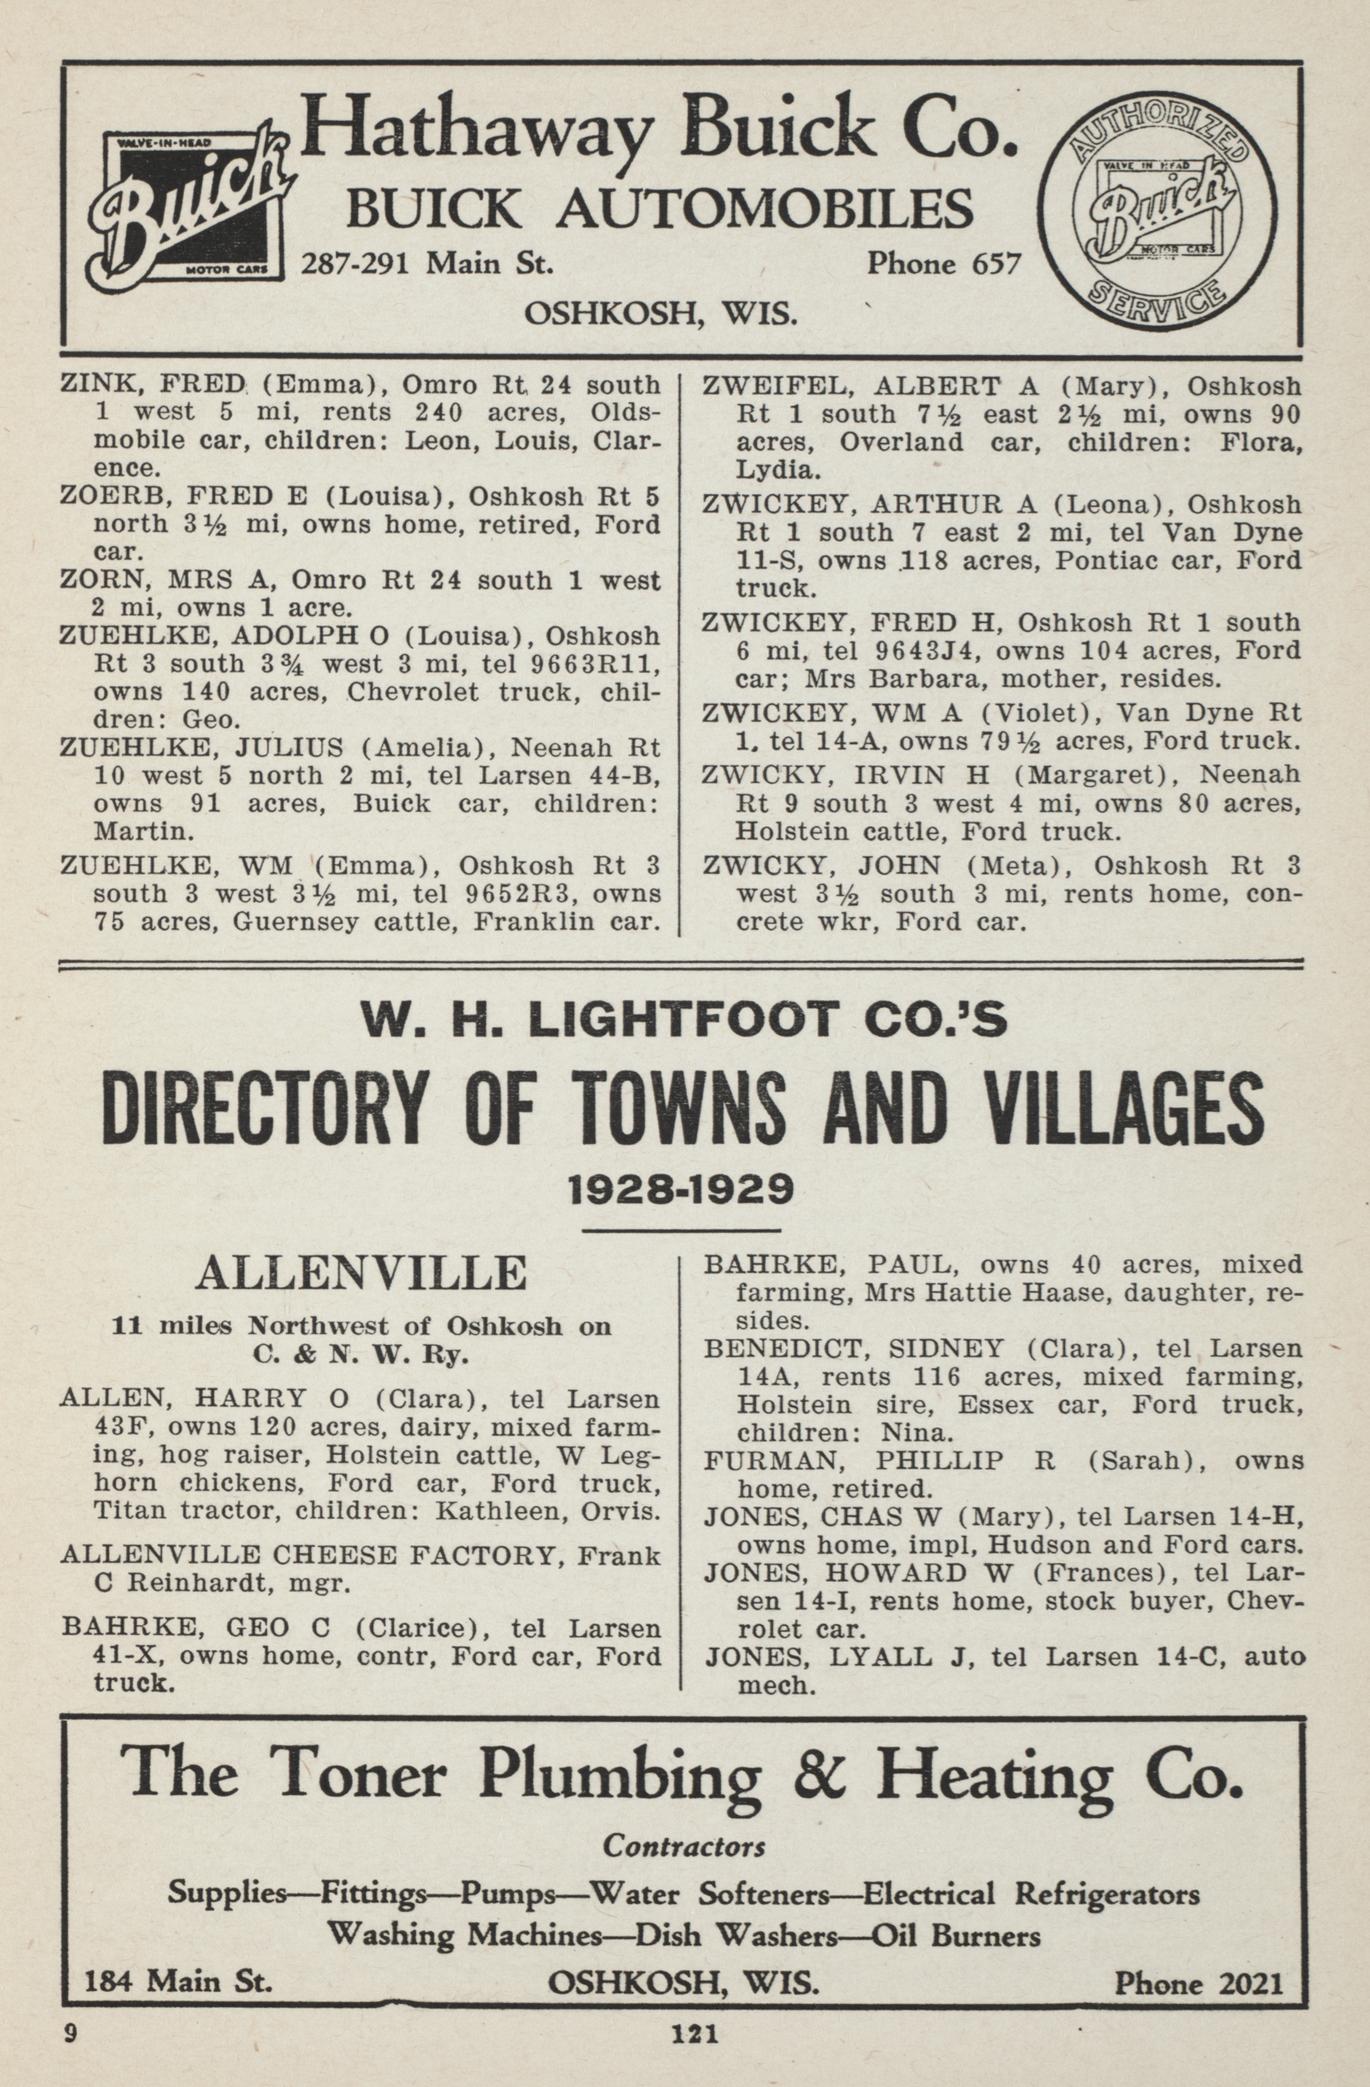 Hathaway Buick Co.
VALVE-IN-HEAD
Buick
MOTOR CARS
BUICK AUTOMOBILES
287-291 Main St.
Phone 657
OSHKOSH, WIS.
AUTHORIZED
VALVE IN HEAD
Buick
MOTOR CARS
SERVICE
ZINK, FRED (Emma), Omro Rt 24 south
1 west 5 mi, rents 240 acres, Olds-
mobile car, children: Leon, Louis, Clar-
ence.
ZOERB, FRED E (Louisa), Oshkosh Rt 5
north 3½ mi, owns home, retired, Ford
car.
ZORN, MRS A, Omro Rt 24 south 1 west
2 mi, owns 1 acre.
ZUEHLKE, ADOLPH O (Louisa), Oshkosh
Rt 3 south 3¾ west 3 mi, tel 9663R11,
owns 140 acres, Chevrolet truck, chil-
dren: Geo.
ZUEHLKE, JULIUS (Amelia), Neenah Rt
10 west 5 north 2 mi, tel Larsen 44-B,
owns 91 acres, Buick car, children:
Martin.
ZUEHLKE, WM (Emma), Oshkosh Rt 3
south 3 west 3½ mi, tel 9652R3, owns
75 acres, Guernsey cattle, Franklin car.
ZWEIFEL, ALBERT A (Mary), Oshkosh
Rt 1 south 7½ east 2½ mi, owns 90
acres, Overland car, children: Flora,
Lydia.
ZWICKEY, ARTHUR A (Leona), Oshkosh
Rt 1 south 7 east 2 mi, tel Van Dyne
11-S, owns 118 acres, Pontiac car, Ford
truck.
ZWICKEY, FRED H, Oshkosh Rt 1 south
6 mi, tel 9643J4, owns 104 acres, Ford
car; Mrs Barbara, mother, resides.
ZWICKEY, WM A (Violet), Van Dyne Rt
1, tel 14-A, owns 79½ acres, Ford truck.
ZWICKY, IRVIN H (Margaret), Neenah
Rt 9 south 3 west 4 mi, owns 80 acres,
Holstein cattle, Ford truck.
ZWICKY, JOHN (Meta), Oshkosh Rt 3
west 3½ south 3 mi, rents home, con-
crete wkr, Ford car.
W. H. LIGHTFOOT CO.'S
DIRECTORY OF TOWNS AND VILLAGES
1928-1929
ALLENVILLE
11 miles Northwest of Oshkosh on
C. & N. W. Ry.
ALLEN, HARRY O (Clara), tel Larsen
43F, owns 120 acres, dairy, mixed farm-
ing, hog raiser, Holstein cattle, W Leg-
horn chickens, Ford car, Ford truck,
Titan tractor, children: Kathleen, Orvis.
ALLENVILLE CHEESE FACTORY, Frank
C Reinhardt, mgr.
BAHRKE, GEO C (Clarice), tel Larsen
41-X, owns home, contr, Ford car, Ford
truck.
BAHRKE, PAUL, owns 40 acres, mixed
farming, Mrs Hattie Haase, daughter, re-
sides.
BENEDICT, SIDNEY (Clara), tel Larsen
14A, rents 116 acres, mixed farming,
Holstein sire, Essex car, Ford truck,
children: Nina.
FURMAN, PHILLIP R (Sarah), owns
home, retired.
JONES, CHAS W (Mary), tel Larsen 14-H,
owns home, impl, Hudson and Ford cars.
JONES, HOWARD W (Frances), tel Lar-
sen 14-I, rents home, stock buyer, Chev-
rolet car.
JONES, LYALL J, tel Larsen 14-C, auto
mech.
The Toner Plumbing & Heating Co.
Contractors
Supplies—Fittings—Pumps—Water Softeners—Electrical Refrigerators
Washing Machines—Dish Washers—Oil Burners
184 Main St.
OSHKOSH, WIS.
Phone 2021
9
121